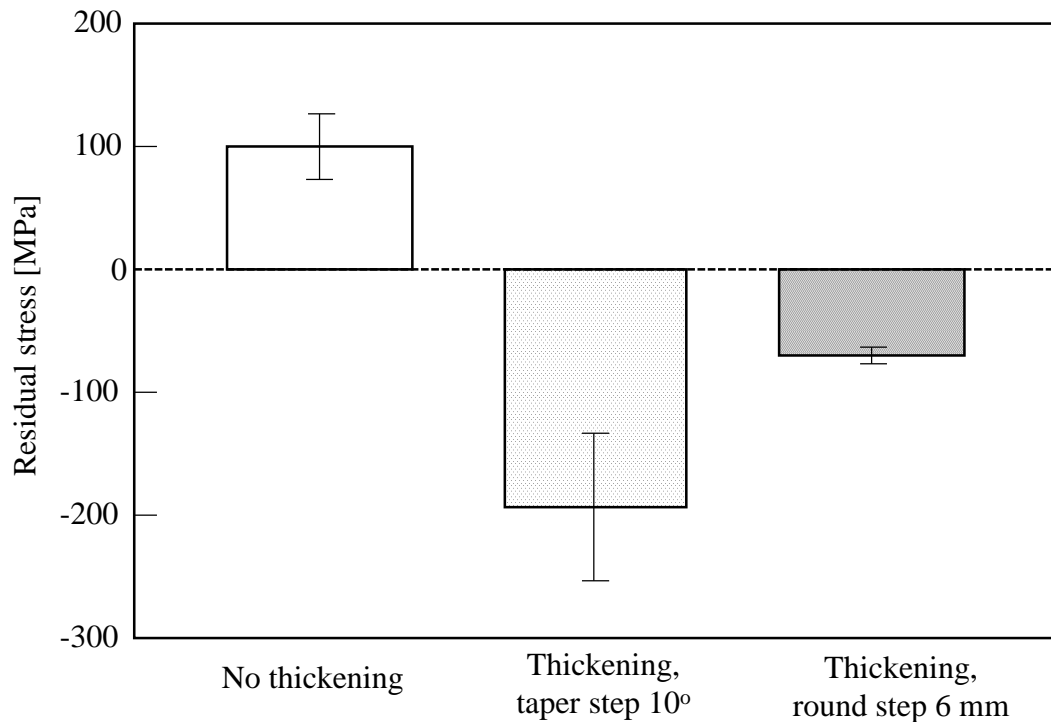 200
100
0
-100
-200
-300
Residual stress [MPa]
No thickening
Thickening,
taper step 10º
Thickening,
round step 6 mm